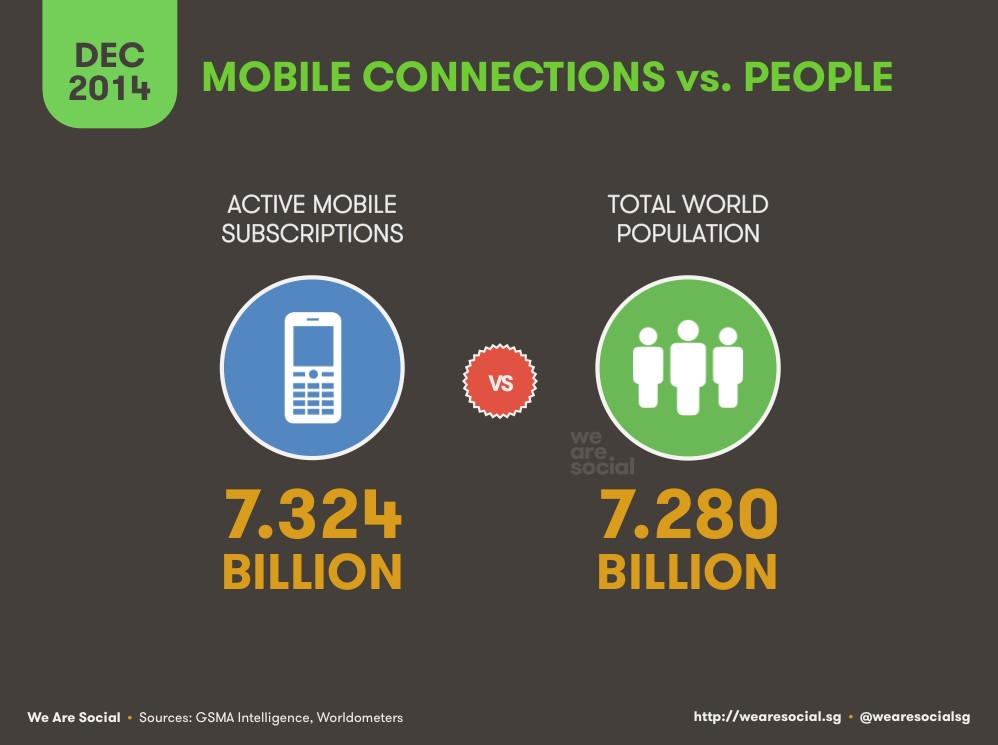 DEC
2014
MOBILE CONNECTIONS vs. PEOPLE
ACTIVE MOBILE
SUBSCRIPTIONS
TOTAL WORLD
POPULATION
VS
we
are
social
7.324
BILLION
7.280
BILLION
We Are Social • Sources: GSMA Intelligence, Worldometers
http://wearesocial.sg • @wearesocialsg